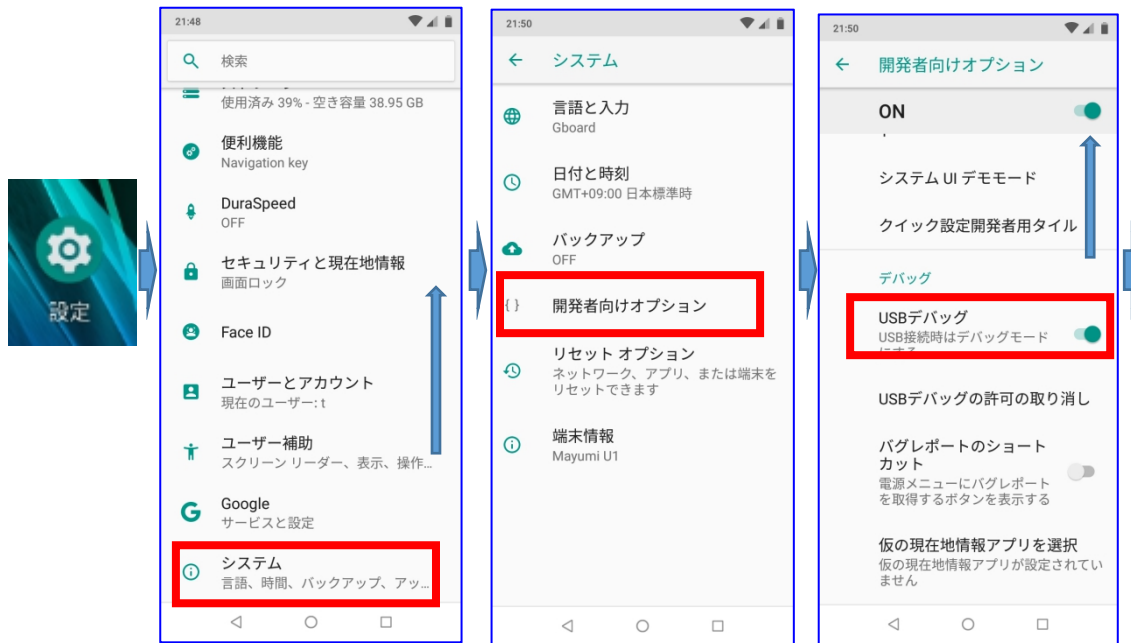 設定
21:48
検索
使用済み 39% - 空き容量 38.95 GB
便利機能
Navigation key
DuraSpeed
OFF
セキュリティと現在地情報
画面ロック
Face ID
ユーザーとアカウント
現在のユーザー: t
ユーザー補助
スクリーン リーダー、表示、操作…
Google
サービスと設定
システム
言語、時間、バックアップ、アッ…
21:50
システム
言語と入力
Gboard
日付と時刻
GMT+09:00 日本標準時
バックアップ
OFF
{ }
開発者向けオプション
リセット オプション
ネットワーク、アプリ、または端末を
リセットできます
端末情報
Mayumi U1
21:50
開発者向けオプション
ON
システム UI デモモード
クイック設定開発者用タイル
デバッグ
USBデバッグ
USB接続時はデバッグモード
にする
USBデバッグの許可の取り消し
バグレポートのショート
カット
電源メニューにバグレポート
を取得するボタンを表示する
仮の現在地情報アプリを選択
仮の現在地情報アプリが設定されてい
ません